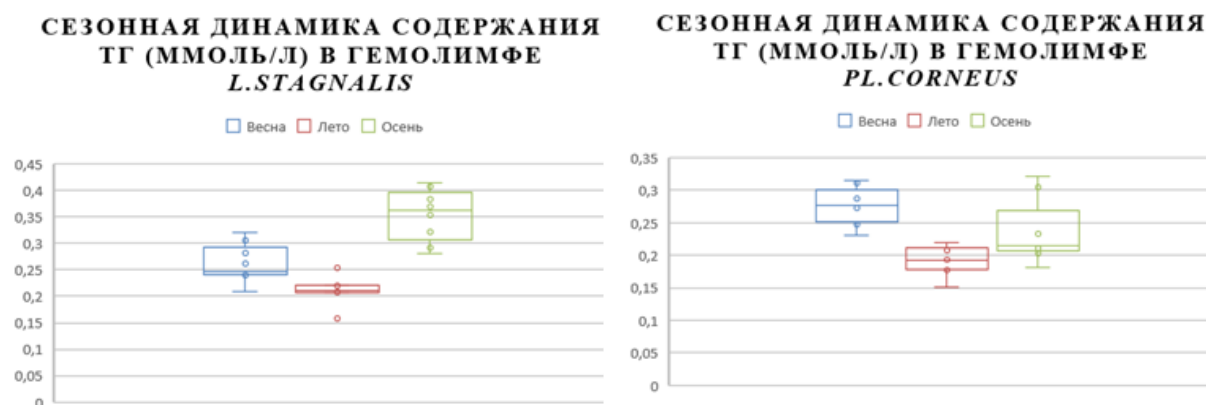 СЕЗОННАЯ ДИНАМИКА СОДЕРЖАНИЯ
ТГ (ММОЛЬ/Л) В ГЕМОЛИМФЕ
L.STAGNALIS
Весна Лето Осень
0,45
0,4
0,35
0,3
0,25
0,2
0,15
0,1
0,05
0
СЕЗОННАЯ ДИНАМИКА СОДЕРЖАНИЯ
ТГ (ММОЛЬ/Л) В ГЕМОЛИМФЕ
PL.CORNEUS
Весна Лето Осень
0,35
0,3
0,25
0,2
0,15
0,1
0,05
0